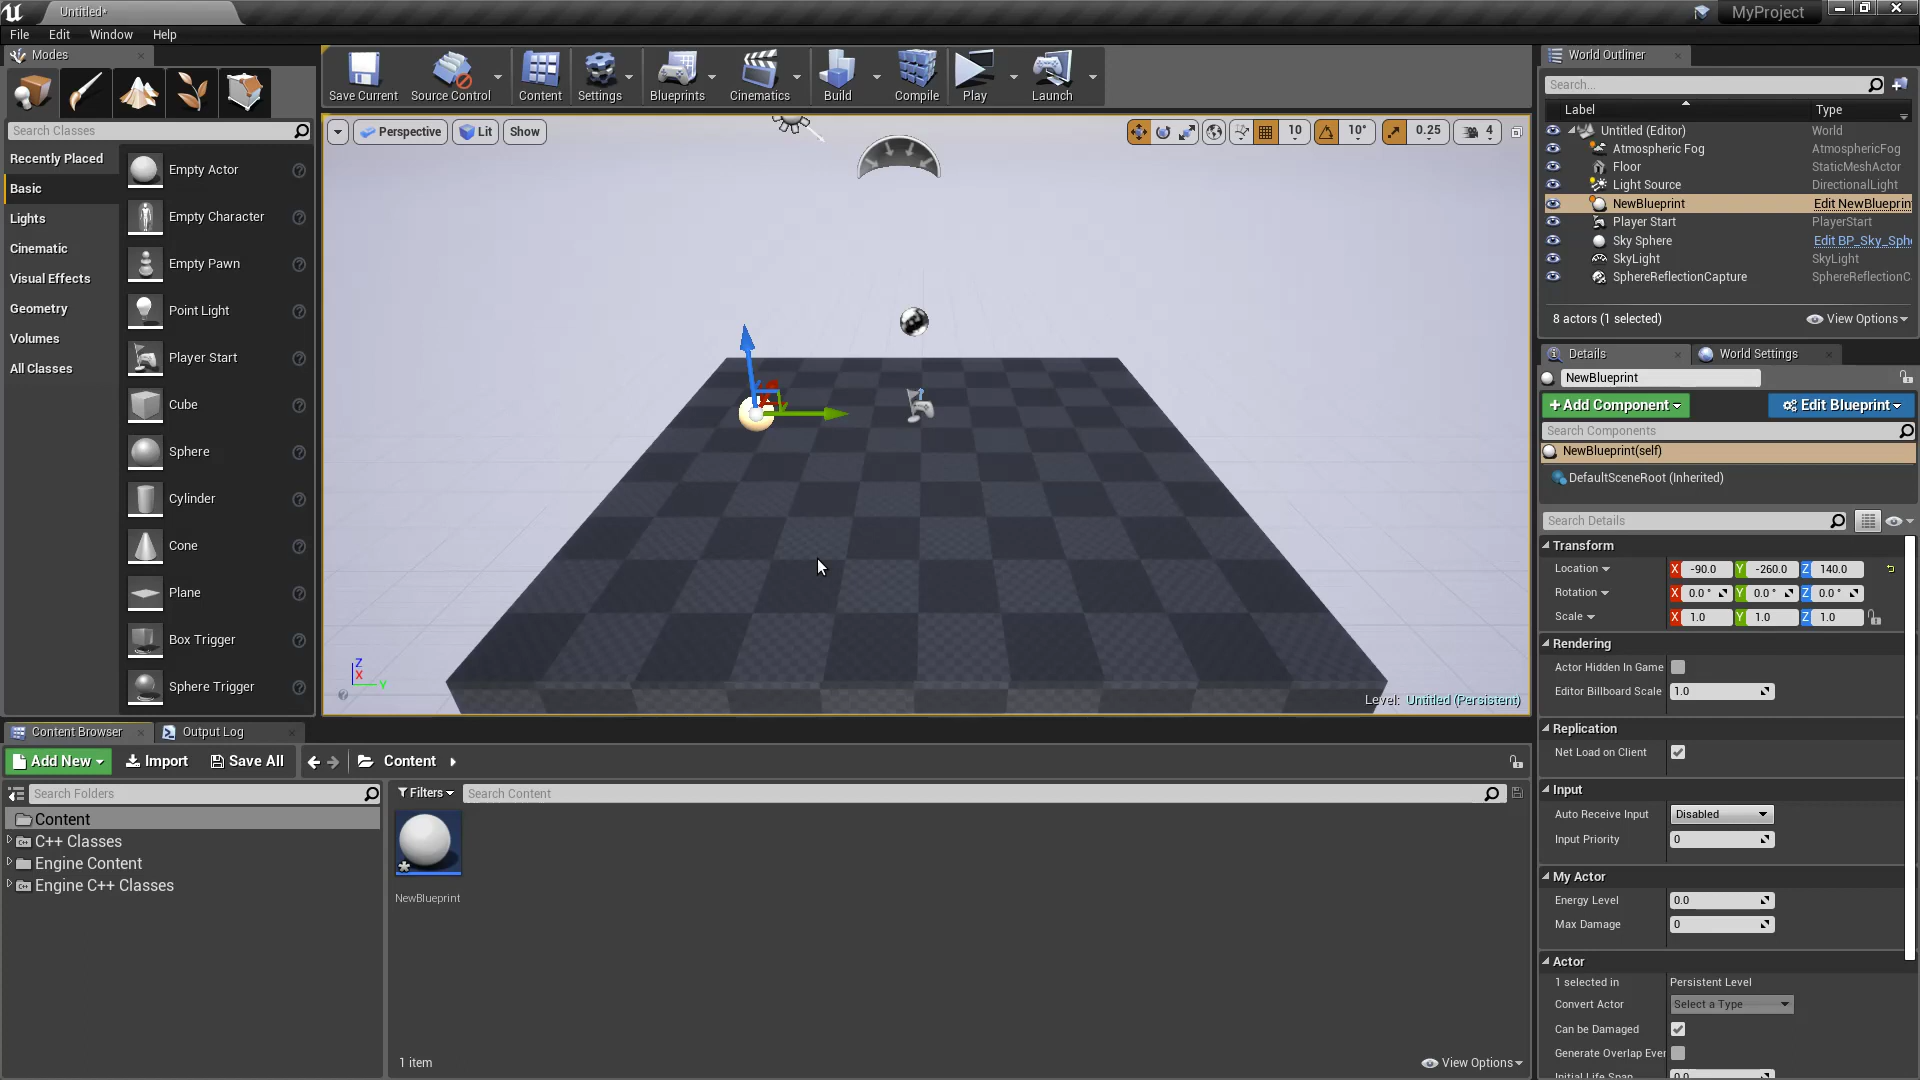 Untitled*
MyProject
File Edit Window Help
Modes
Search Classes
Recently Placed
Basic
Lights
Cinematic
Visual Effects
Geometry
Volumes
All Classes
Empty Actor
Empty Character
Empty Pawn
Point Light
Player Start
Cube
Sphere
Cylinder
Cone
Plane
Box Trigger
Sphere Trigger
Save Current Source Control Content Settings Blueprints Cinematics Build Compile Play Launch
Perspective Lit Show
10 10° 0.25 4
Z
X
Y
Level: Untitled (Persistent)
World Outliner
Search...
Label Type
Untitled (Editor) World
Atmospheric Fog AtmosphericFog
Floor StaticMeshActor
Light Source DirectionalLight
NewBlueprint Edit NewBlueprin
Player Start PlayerStart
Sky Sphere Edit BP_Sky_Sph
SkyLight SkyLight
SphereReflectionCapture SphereReflectionC
8 actors (1 selected) View Options
Details World Settings
NewBlueprint
+Add Component Edit Blueprint
Search Components
NewBlueprint(self)
DefaultSceneRoot (Inherited)
Search Details
Transform
Location X -90.0 Y -260.0 Z 140.0
Rotation X 0.0 ° Y 0.0 ° Z 0.0 °
Scale X 1.0 Y 1.0 Z 1.0
Rendering
Actor Hidden In Game
Editor Billboard Scale 1.0
Replication
Net Load on Client
Input
Auto Receive Input Disabled
Input Priority 0
My Actor
Energy Level 0.0
Max Damage 0
Actor
1 selected in Persistent Level
Convert Actor Select a Type
Can be Damaged
Generate Overlap Ever
Initial Life Span 0.0
Content Browser Output Log
Add New Import Save All Content
Search Folders
Content
C++ Classes
Engine Content
Engine C++ Classes
Filters Search Content
NewBlueprint
1 item View Options